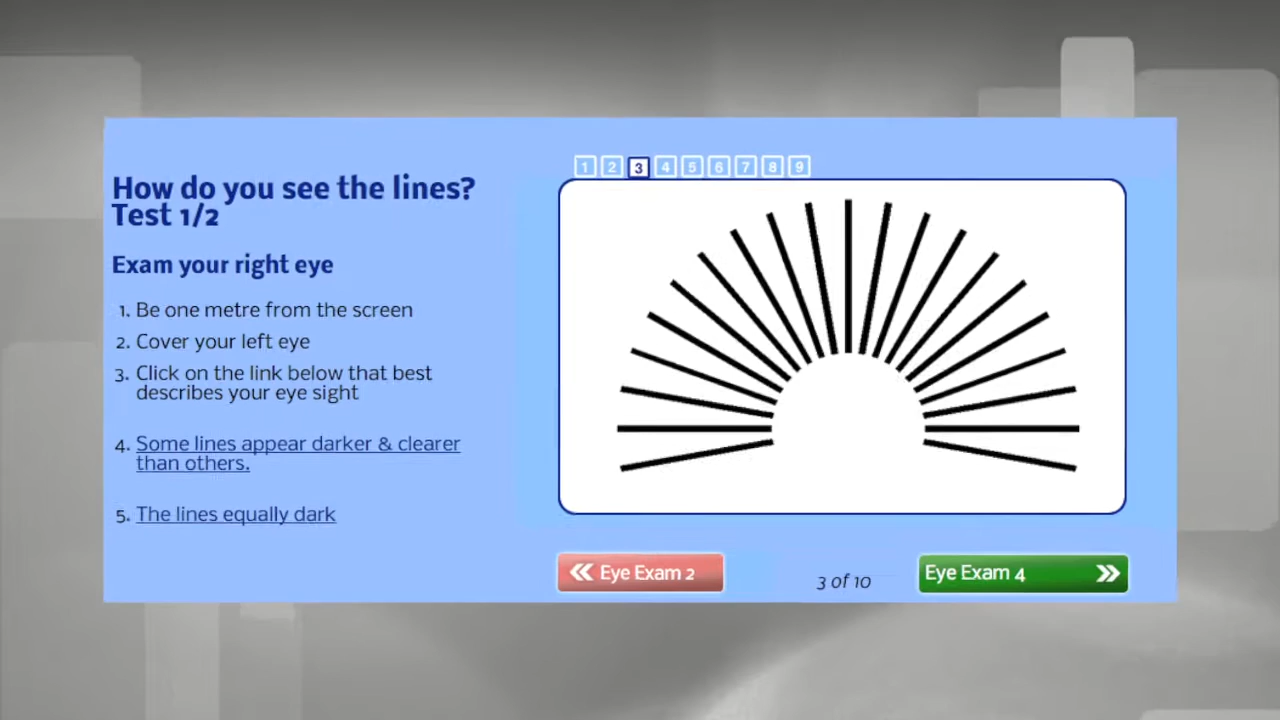 How do you see the lines?
Test 1/2
Exam your right eye
1. Be one metre from the screen
2. Cover your left eye
3. Click on the link below that best
describes your eye sight
4. Some lines appear darker & clearer
than others.
5. The lines equally dark
1 2 3 4 5 6 7 8 9
Eye Exam 2
3 of 10
Eye Exam 4